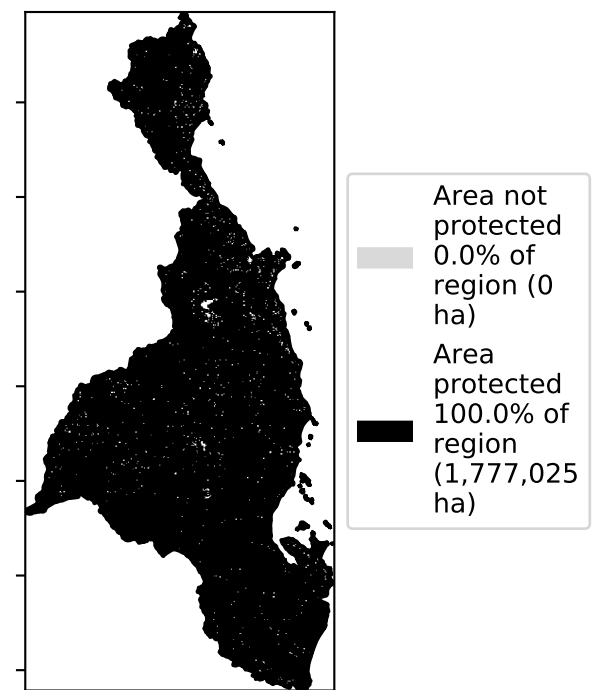 Area not
protected
0.0% of
region (0
ha)
Area
protected
100.0% of
region
(1,777,025
ha)